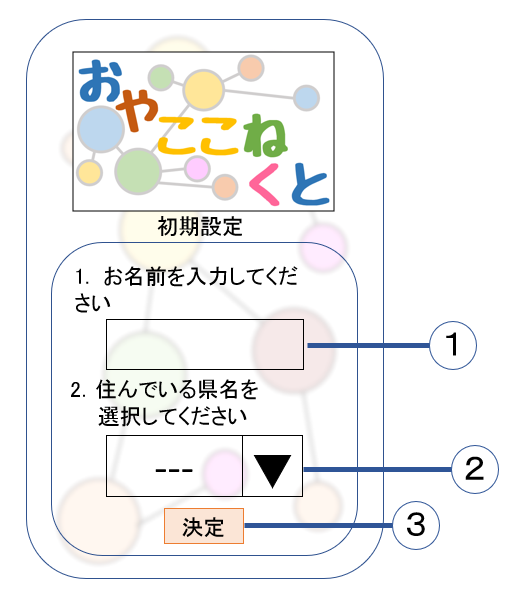 おやここねくと
初期設定
1. お名前を入力してくだ
さい
①
2. 住んでいる県名を
選択してください
---
▼
②
決定
③